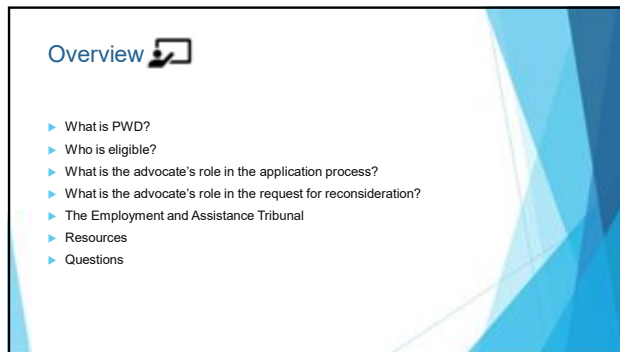 Overview
What is PWD?
Who is eligible?
What is the advocate's role in the application process?
What is the advocate's role in the request for reconsideration?
The Employment and Assistance Tribunal
Resources
Questions